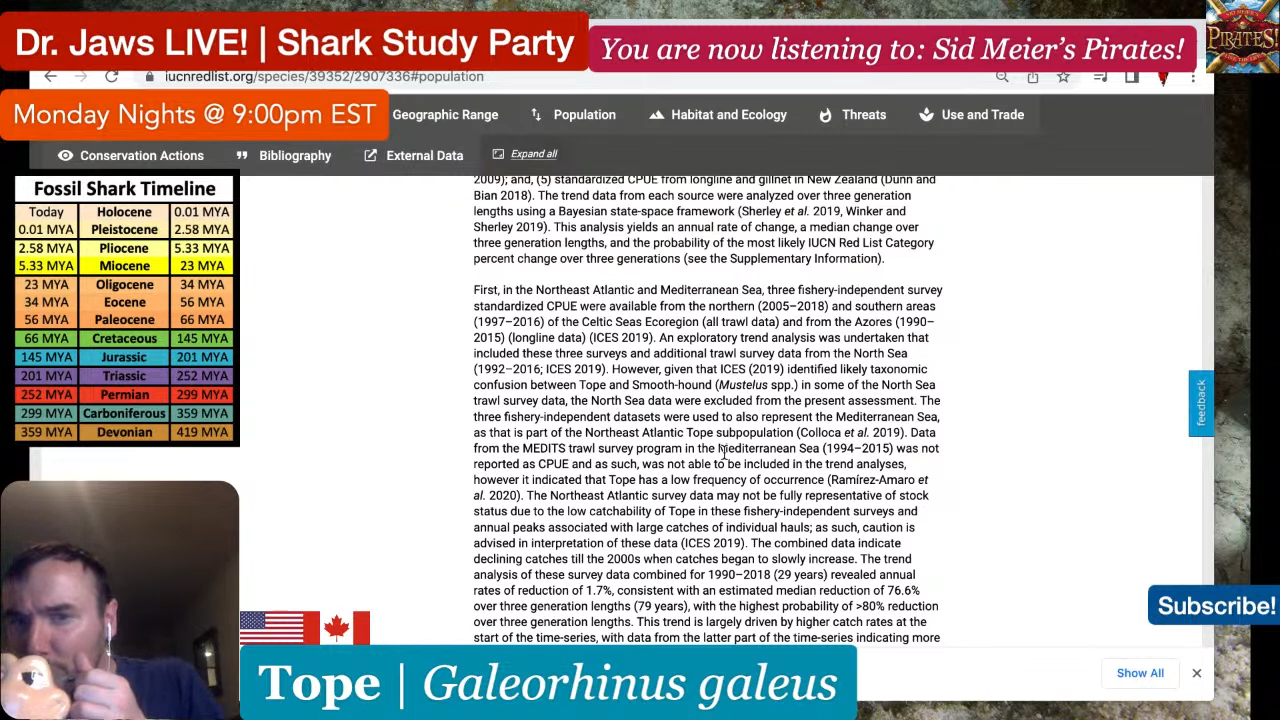 Dr. Jaws LIVE! | Shark Study Party
You are now listening to: Sid Meier's Pirates!
SID MEIER'S
PIRATES!
iucnredlist.org/species/39352/2907336#population
Monday Nights @ 9:00pm EST
Geographic Range
Population
Habitat and Ecology
Threats
Use and Trade
Conservation Actions
Bibliography
External Data
Expand all
Fossil Shark Timeline
Today Holocene 0.01 MYA
0.01 MYA Pleistocene 2.58 MYA
2.58 MYA Pliocene 5.33 MYA
5.33 MYA Miocene 23 MYA
23 MYA Oligocene 34 MYA
34 MYA Eocene 56 MYA
56 MYA Paleocene 66 MYA
66 MYA Cretaceous 145 MYA
145 MYA Jurassic 201 MYA
201 MYA Triassic 252 MYA
252 MYA Permian 299 MYA
299 MYA Carboniferous 359 MYA
359 MYA Devonian 419 MYA
2009); and, (5) standardized CPUE from longline and gillnet in New Zealand (Dunn and
Bian 2018). The trend data from each source were analyzed over three generation
lengths using a Bayesian state-space framework (Sherley et al. 2019, Winker and
Sherley 2019). This analysis yields an annual rate of change, a median change over
three generation lengths, and the probability of the most likely IUCN Red List Category
percent change over three generations (see the Supplementary Information).
First, in the Northeast Atlantic and Mediterranean Sea, three fishery-independent survey
standardized CPUE were available from the northern (2005–2018) and southern areas
(1997–2016) of the Celtic Seas Ecoregion (all trawl data) and from the Azores (1990–
2015) (longline data) (ICES 2019). An exploratory trend analysis was undertaken that
included these three surveys and additional trawl survey data from the North Sea
(1992–2016; ICES 2019). However, given that ICES (2019) identified likely taxonomic
confusion between Tope and Smooth-hound (Mustelus spp.) in some of the North Sea
trawl survey data, the North Sea data were excluded from the present assessment. The
three fishery-independent datasets were used to also represent the Mediterranean Sea,
as that is part of the Northeast Atlantic Tope subpopulation (Colloca et al. 2019). Data
from the MEDITS trawl survey program in the Mediterranean Sea (1994–2015) was not
reported as CPUE and as such, was not able to be included in the trend analyses,
however it indicated that Tope has a low frequency of occurrence (Ramírez-Amaro et
al. 2020). The Northeast Atlantic survey data may not be fully representative of stock
status due to the low catchability of Tope in these fishery-independent surveys and
annual peaks associated with large catches of individual hauls; as such, caution is
advised in interpretation of these data (ICES 2019). The combined data indicate
declining catches till the 2000s when catches began to slowly increase. The trend
analysis of these survey data combined for 1990–2018 (29 years) revealed annual
rates of reduction of 1.7%, consistent with an estimated median reduction of 76.6%
over three generation lengths (79 years), with the highest probability of >80% reduction
over three generation lengths. This trend is largely driven by higher catch rates at the
start of the time-series, with data from the latter part of the time-series indicating more
feedback
Subscribe!
Show All
Tope | Galeorhinus galeus